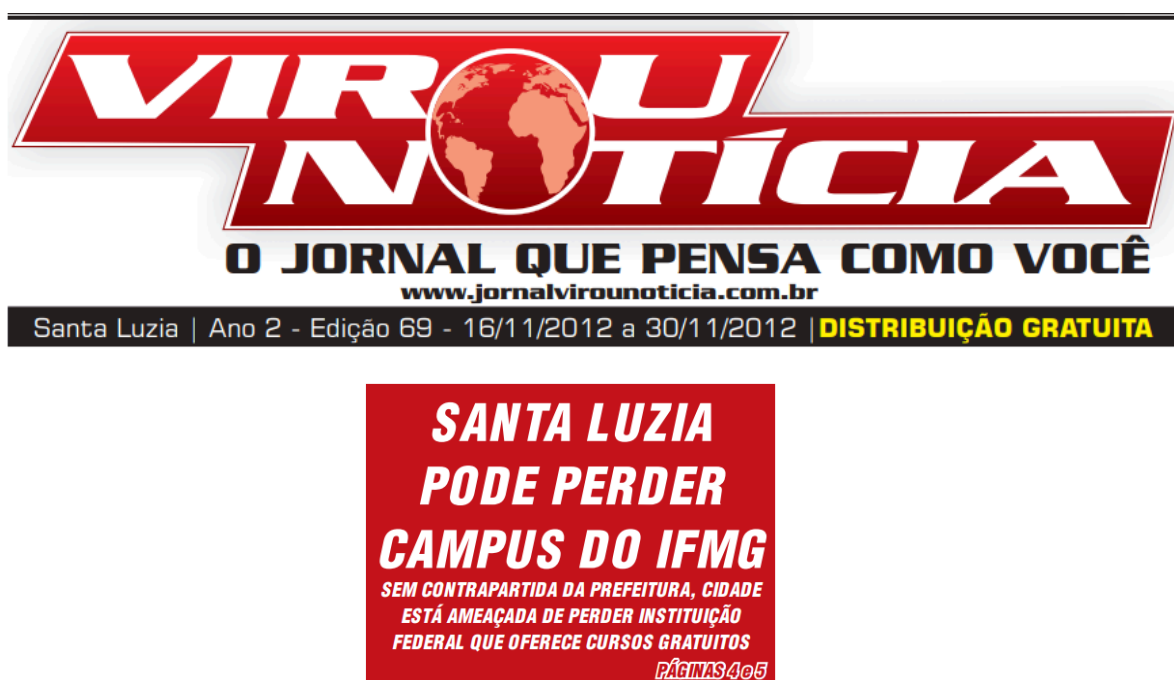 VIROU
NOTÍCIA
O JORNAL QUE PENSA COMO VOCÊ
www.jornalvirounoticia.com.br
Santa Luzia | Ano 2 - Edição 69 - 16/11/2012 a 30/11/2012 | DISTRIBUIÇÃO GRATUITA
SANTA LUZIA
PODE PERDER
CAMPUS DO IFMG
SEM CONTRAPARTIDA DA PREFEITURA, CIDADE
ESTÁ AMEAÇADA DE PERDER INSTITUIÇÃO
FEDERAL QUE OFERECE CURSOS GRATUITOS
PÁGINAS 4 e 5